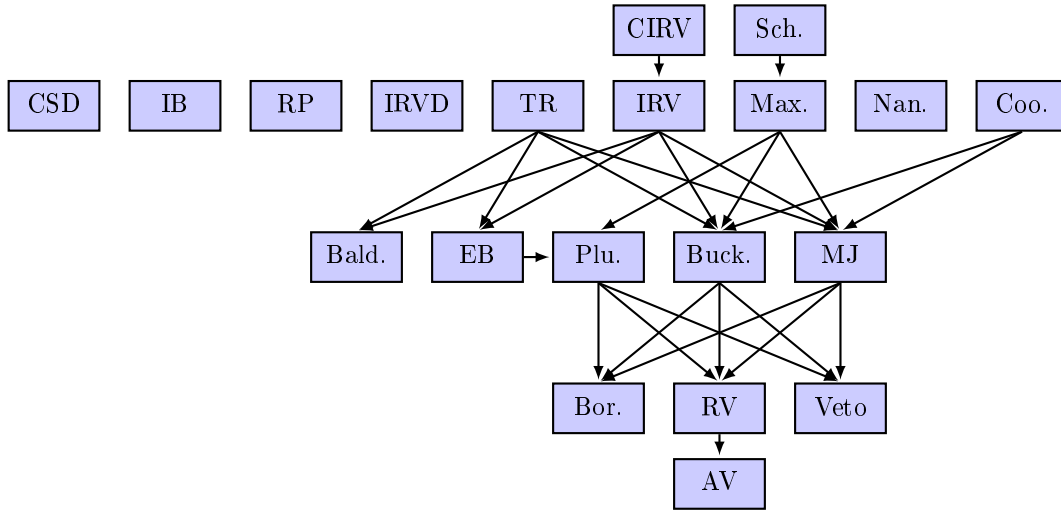 CIRV Sch.
CSD IB RP IRVD TR IRV Max. Nan. Coo.
Bald. EB Plu. Buck. MJ
Bor. RV Veto
AV